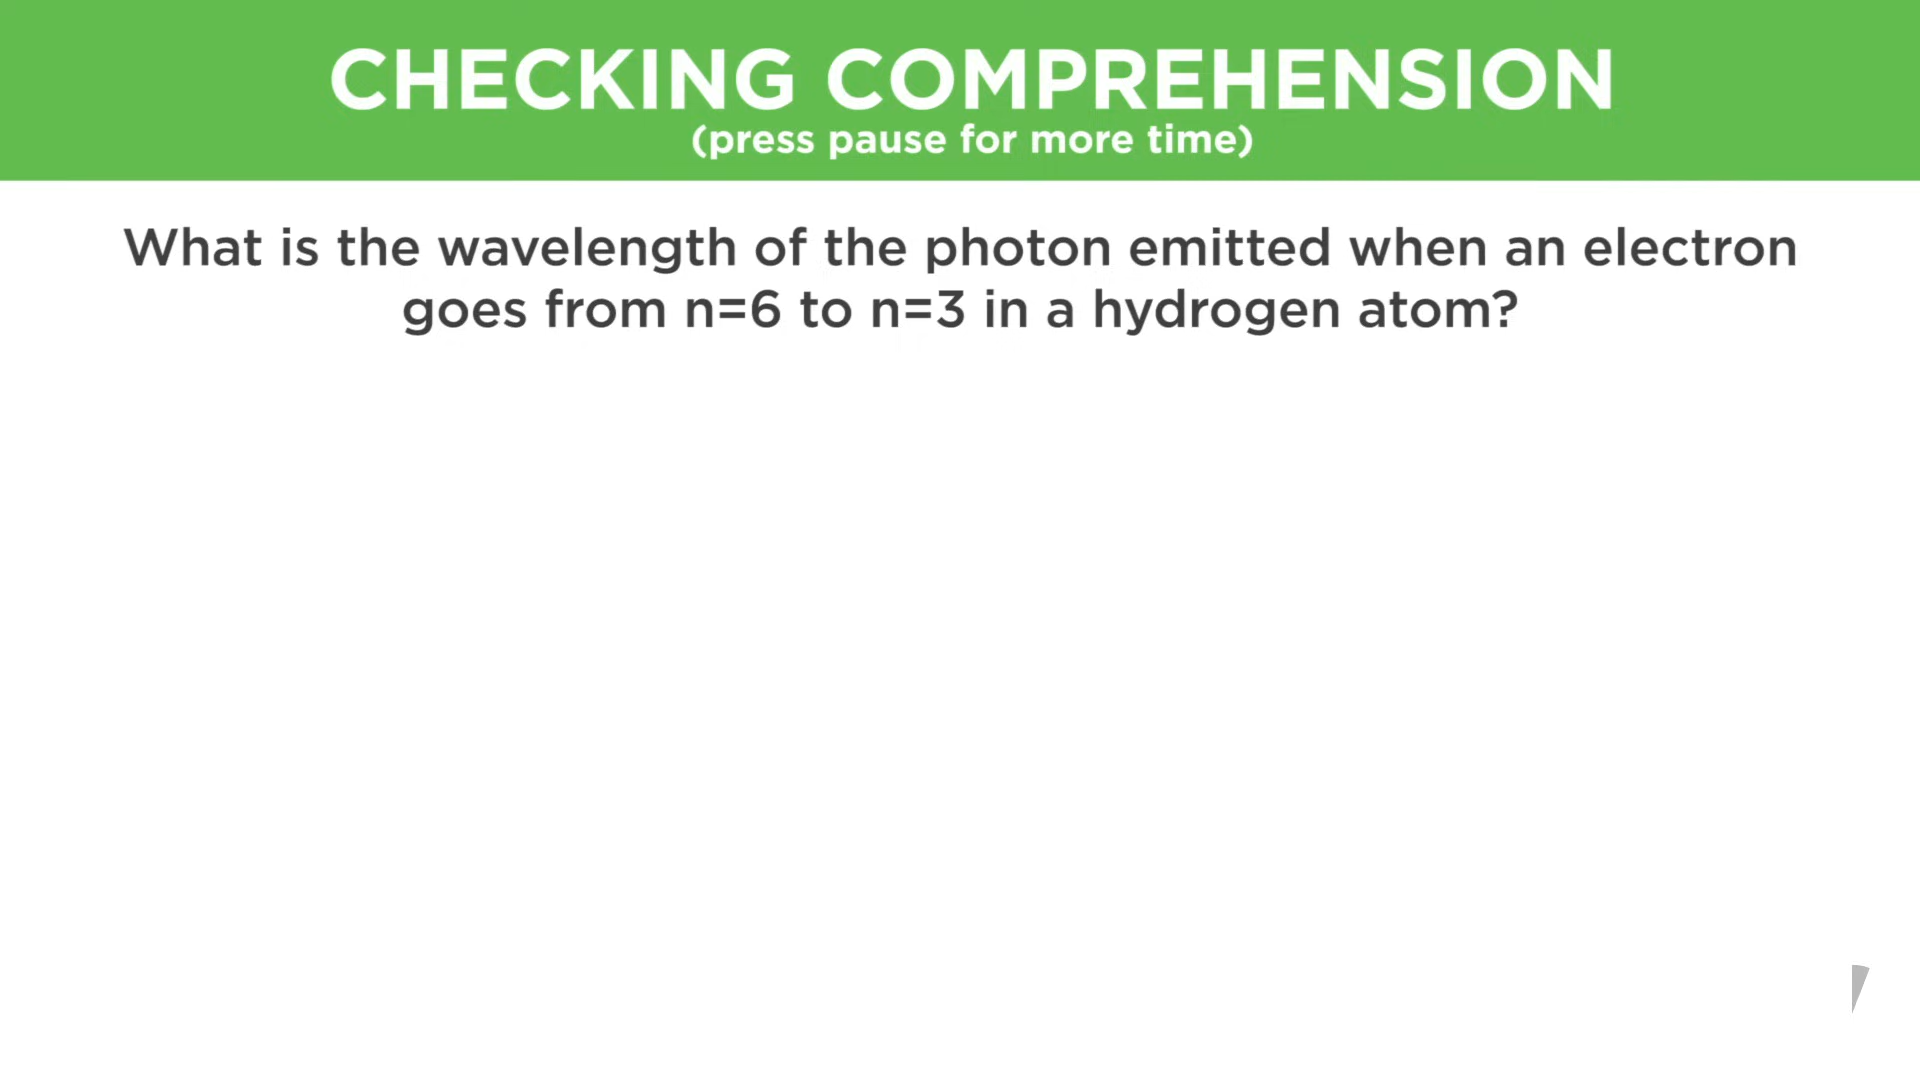 CHECKING COMPREHENSION
(press pause for more time)
What is the wavelength of the photon emitted when an electron
goes from n=6 to n=3 in a hydrogen atom?